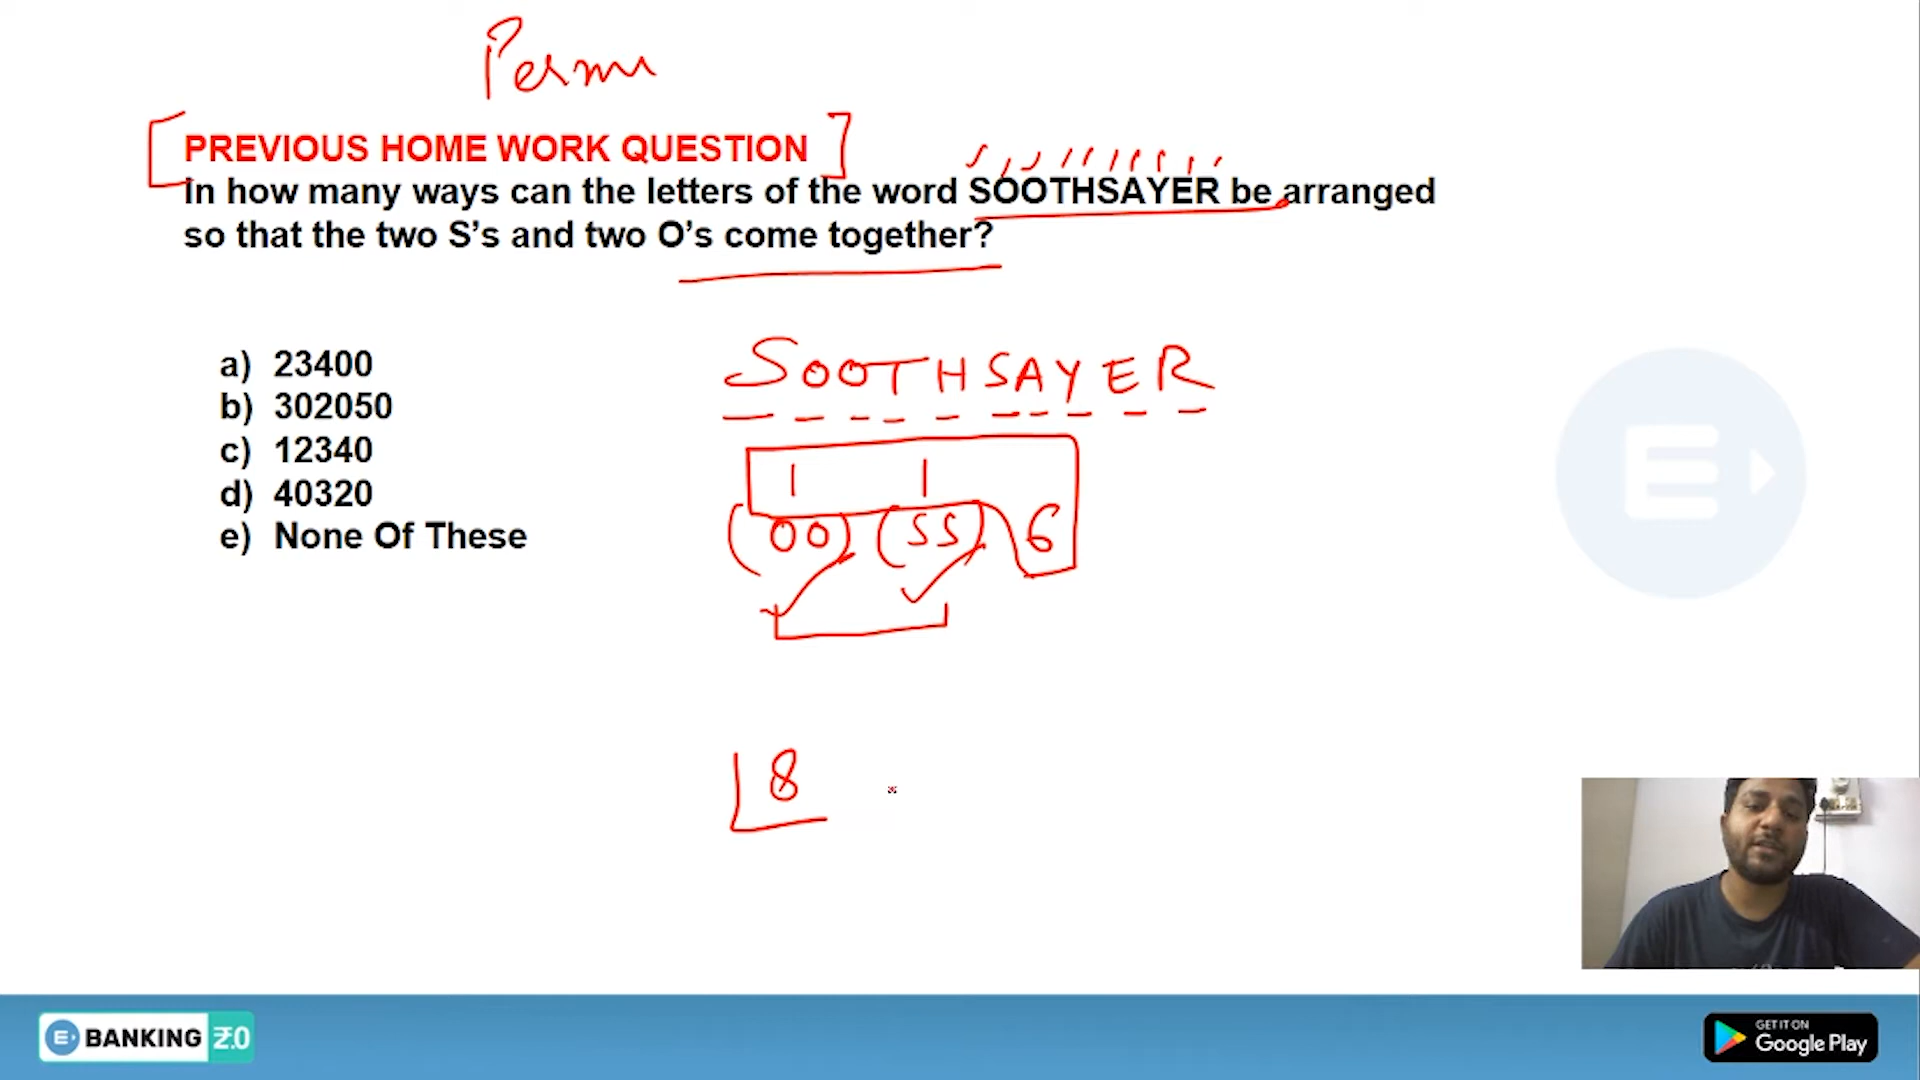 Perm
PREVIOUS HOME WORK QUESTION
In how many ways can the letters of the word SOOTHSAYER be arranged
so that the two S's and two O's come together?
a) 23400
b) 302050
c) 12340
d) 40320
e) None Of These
SOOTHSAYER
1 1
(OO) (SS) 6
8
E BANKING ₹2.0
GET IT ON
Google Play